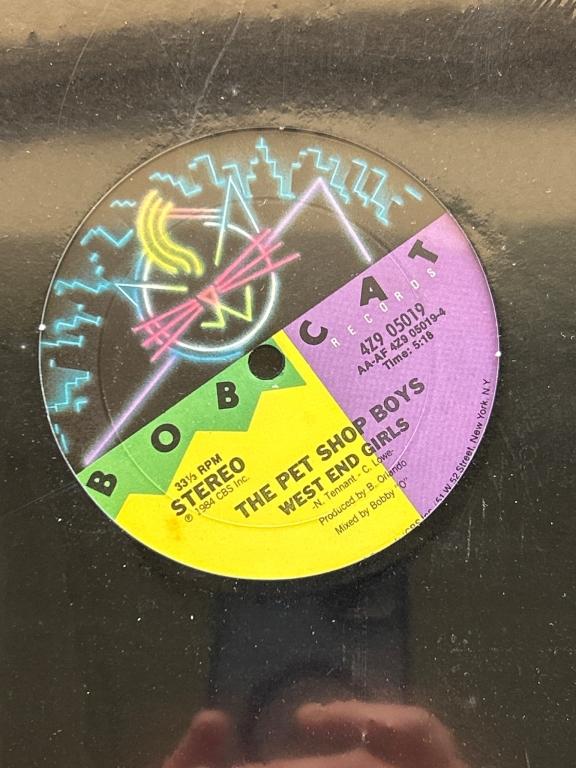 BOBCAT
RECORDS
4Z9 05019
AA-AF 4Z9 05019-4
Time: 5:18
33⅓ RPM
STEREO
℗ 1984 CBS Inc.
THE PET SHOP BOYS
WEST END GIRLS
-N. Tennant - C. Lowe-
Produced by B. Orlando
Mixed by Bobby "O"
51 W. 52 Street, New York, N.Y.